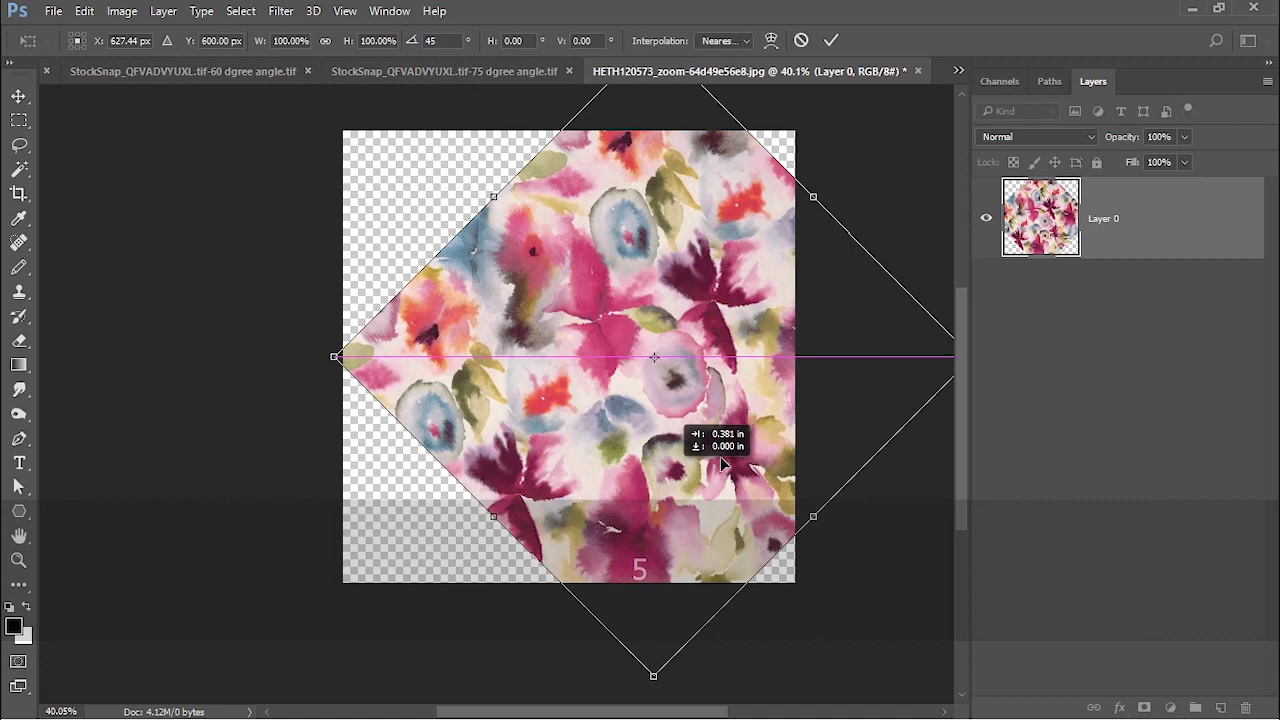 Ps File Edit Image Layer Type Select Filter 3D View Window Help
X: 627.44 px Y: 600.00 px W: 100.00% H: 100.00% 45 ° H: 0.00 ° V: 0.00 ° Interpolation: Neares...
StockSnap_QFVADVYUXL.tif-60 dgree angle.tif × StockSnap_QFVADVYUXL.tif-75 dgree angle.tif × HETH120573_zoom-64d49e56e8.jpg @ 40.1% (Layer 0, RGB/8#) * ×
Channels Paths Layers
Kind
Normal Opacity: 100%
Lock: Fill: 100%
Layer 0
0.381 in
0.000 in
5
40.05% Doc: 4.12M/0 bytes